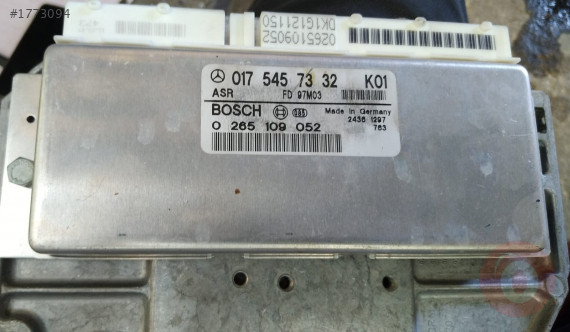 #1773094
0265109052
DK16121150
017 545 73 32 K01
ASR FD 97M03
BOSCH Made in Germany
2436 1297
0 265 109 052 763